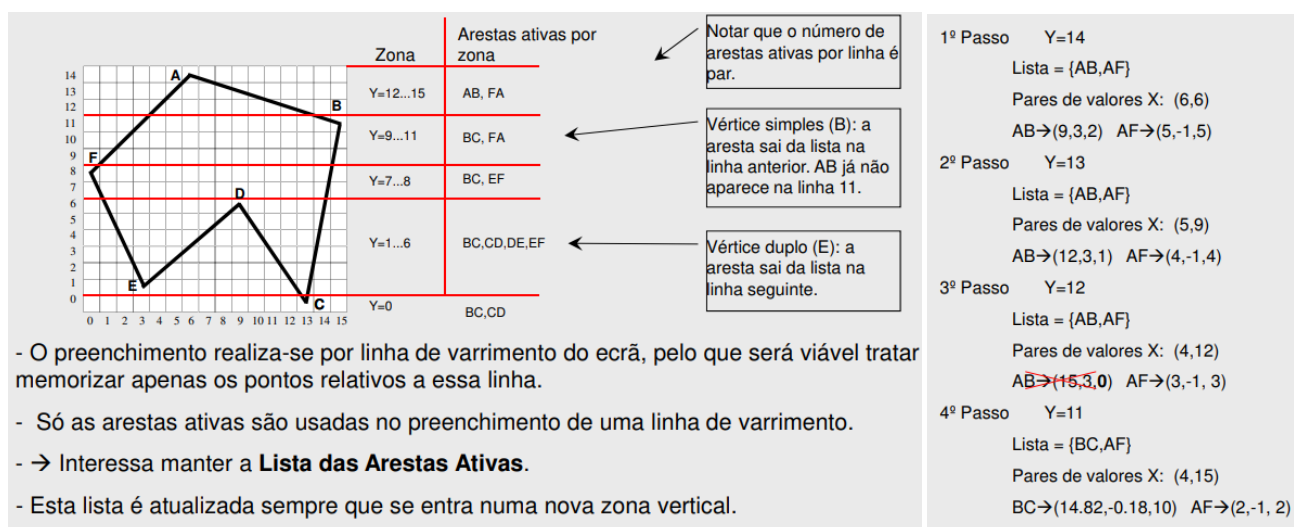 Zona
Arestas ativas por
zona
14
13
12
11
10
9
8
7
6
5
4
3
2
1
0
0 1 2 3 4 5 6 7 8 9 10 11 12 13 14 15
A
B
F
D
E
C
Y=12...15 AB, FA
Y=9...11 BC, FA
Y=7...8 BC, EF
Y=1...6 BC,CD,DE,EF
Y=0 BC,CD
Notar que o número de
arestas ativas por linha é
par.
Vértice simples (B): a
aresta sai da lista na
linha anterior. AB já não
aparece na linha 11.
Vértice duplo (E): a
aresta sai da lista na
linha seguinte.
- O preenchimento realiza-se por linha de varrimento do ecrã, pelo que será viável tratar
memorizar apenas os pontos relativos a essa linha.
- Só as arestas ativas são usadas no preenchimento de uma linha de varrimento.
- → Interessa manter a Lista das Arestas Ativas.
- Esta lista é atualizada sempre que se entra numa nova zona vertical.
1º Passo Y=14
Lista = {AB,AF}
Pares de valores X: (6,6)
AB→(9,3,2) AF→(5,-1,5)
2º Passo Y=13
Lista = {AB,AF}
Pares de valores X: (5,9)
AB→(12,3,1) AF→(4,-1,4)
3º Passo Y=12
Lista = {AB,AF}
Pares de valores X: (4,12)
AB→(15,3,0) AF→(3,-1, 3)
4º Passo Y=11
Lista = {BC,AF}
Pares de valores X: (4,15)
BC→(14.82,-0.18,10) AF→(2,-1, 2)